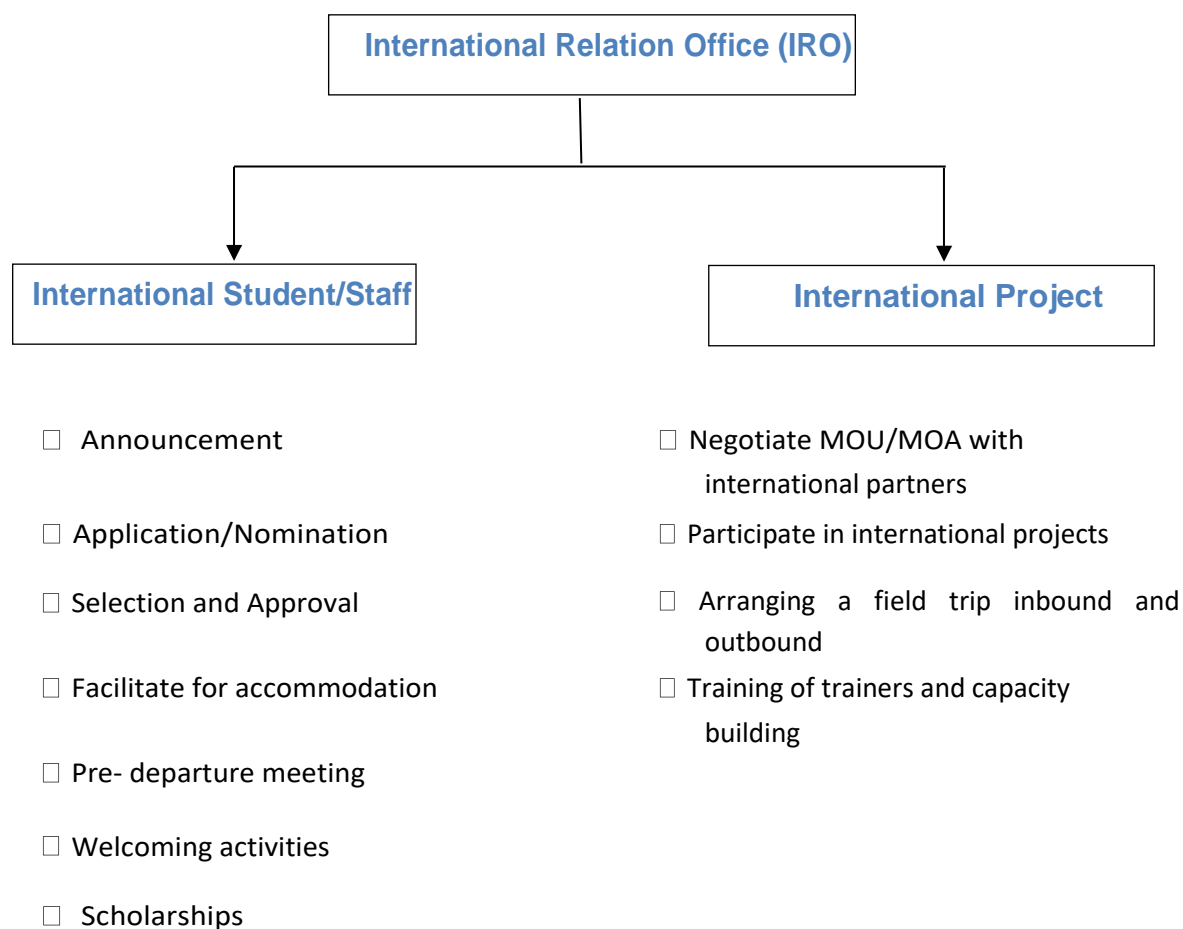 International Relation Office (IRO)
International Student/Staff
International Project
□ Announcement
□ Application/Nomination
□ Selection and Approval
□ Facilitate for accommodation
□ Pre- departure meeting
□ Welcoming activities
□ Scholarships
□ Negotiate MOU/MOA with
international partners
□ Participate in international projects
□ Arranging a field trip inbound and
outbound
□ Training of trainers and capacity
building